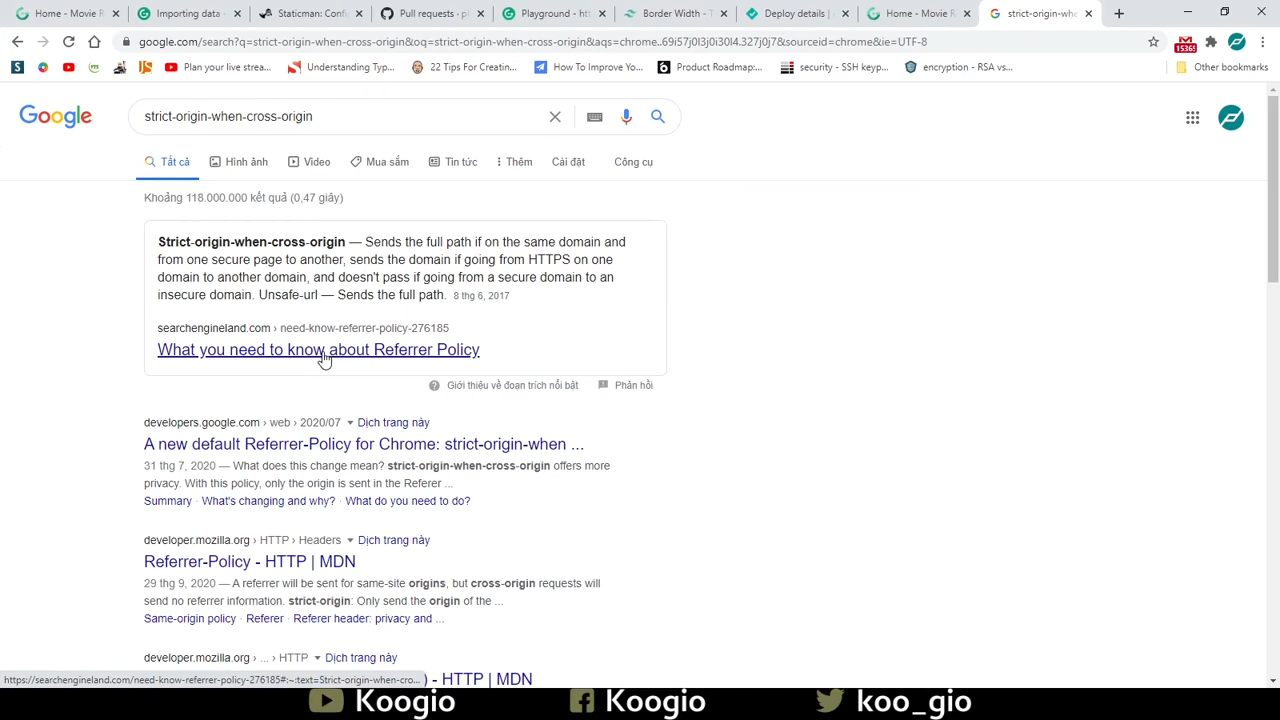 Home - Movie R
Importing data -
Staticman: Conf
Pull requests - pl
Playground - htt
Border Width - T
Deploy details |
Home - Movie R
strict-origin-whe
google.com/search?q=strict-origin-when-cross-origin&oq=strict-origin-when-cross-origin&aqs=chrome..69i57j0l3j0i30l4.327j0j7&sourceid=chrome&ie=UTF-8
15365
Plan your live strea...
Understanding Typ...
22 Tips For Creatin...
How To Improve Yo...
Product Roadmap:...
security - SSH keyp...
encryption - RSA vs...
Other bookmarks
Google
strict-origin-when-cross-origin
Tất cả
Hình ảnh
Video
Mua sắm
Tin tức
Thêm
Cài đặt
Công cụ
Khoảng 118.000.000 kết quả (0,47 giây)
Strict-origin-when-cross-origin — Sends the full path if on the same domain and
from one secure page to another, sends the domain if going from HTTPS on one
domain to another domain, and doesn't pass if going from a secure domain to an
insecure domain. Unsafe-url — Sends the full path. 8 thg 6, 2017
searchengineland.com › need-know-referrer-policy-276185
What you need to know about Referrer Policy
Giới thiệu về đoạn trích nổi bật
Phản hồi
developers.google.com › web › 2020/07 Dịch trang này
A new default Referrer-Policy for Chrome: strict-origin-when ...
31 thg 7, 2020 — What does this change mean? strict-origin-when-cross-origin offers more
privacy. With this policy, only the origin is sent in the Referer ...
Summary · What's changing and why? · What do you need to do?
developer.mozilla.org › HTTP › Headers Dịch trang này
Referrer-Policy - HTTP | MDN
29 thg 9, 2020 — A referrer will be sent for same-site origins, but cross-origin requests will
send no referrer information. strict-origin: Only send the origin of the ...
Same-origin policy · Referer · Referer header: privacy and ...
developer.mozilla.org › ... › HTTP Dịch trang này
) - HTTP | MDN
https://searchengineland.com/need-know-referrer-policy-276185#:~:text=Strict-origin-when-cro...
Koogio
Koogio
koo_gio